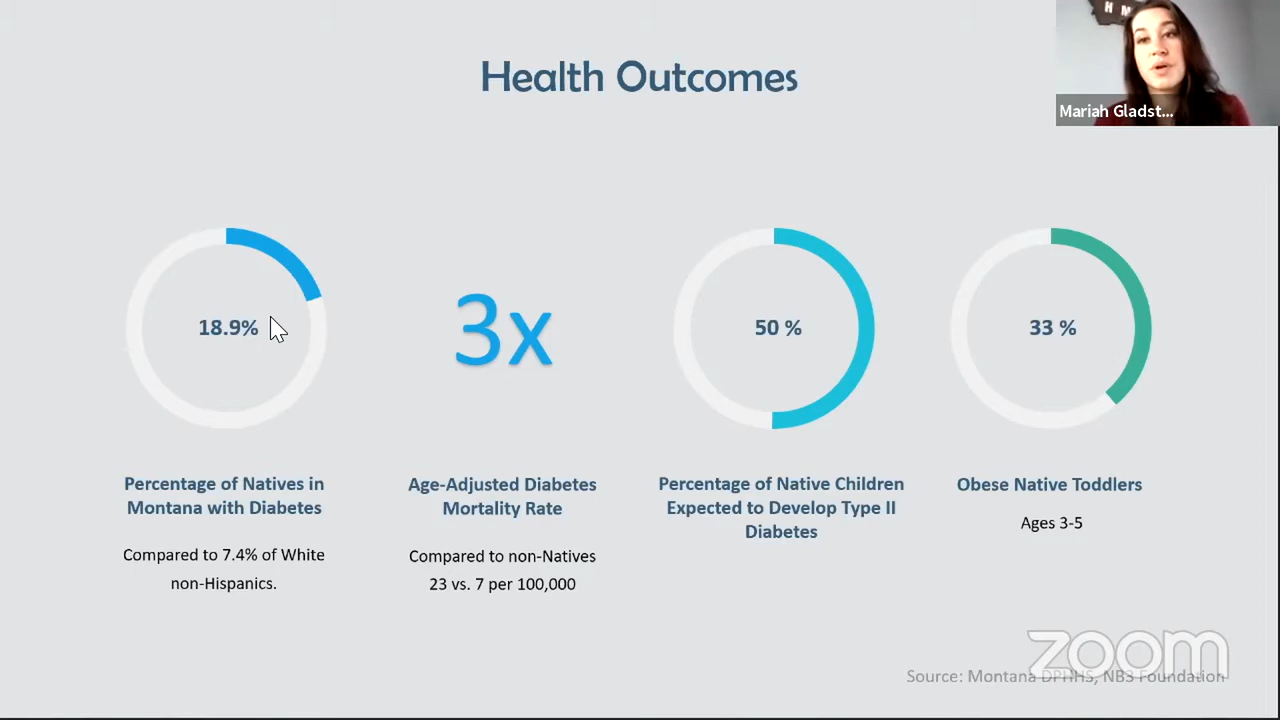 Health Outcomes
H M
Mariah Gladst...
18.9%
3x
50 %
33 %
Percentage of Natives in
Montana with Diabetes
Compared to 7.4% of White
non-Hispanics.
Age-Adjusted Diabetes
Mortality Rate
Compared to non-Natives
23 vs. 7 per 100,000
Percentage of Native Children
Expected to Develop Type II
Diabetes
Obese Native Toddlers
Ages 3-5
zoom
Source: Montana DPHHS, NB3 Foundation